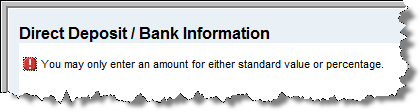 Direct Deposit / Bank Information
You may only enter an amount for either standard value or percentage.